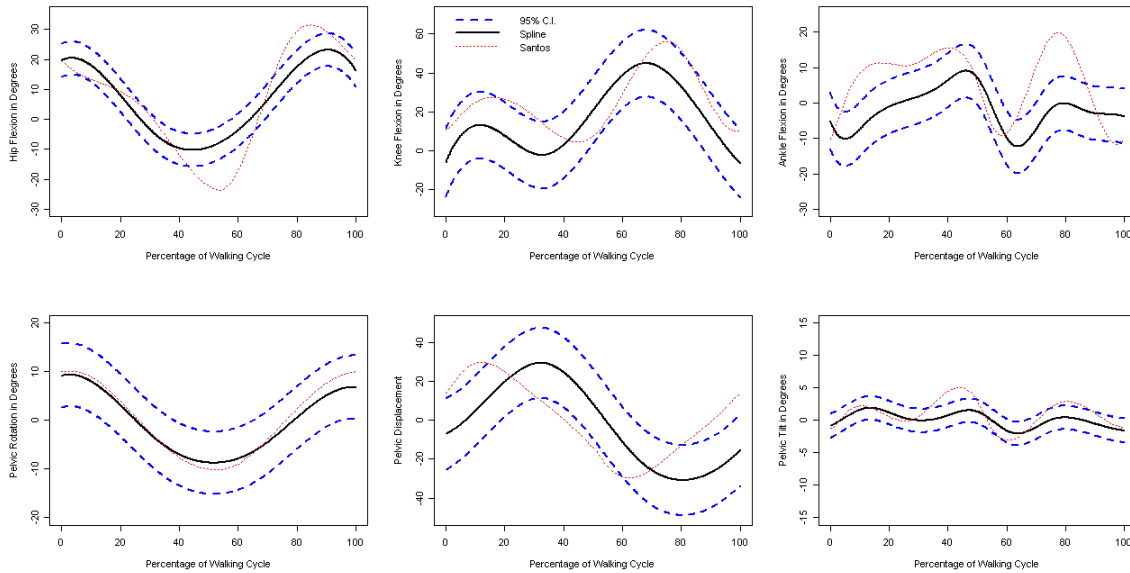 Hip Flexion in Degrees
30
20
10
0
-10
-20
-30
0 20 40 60 80 100
Percentage of Walking Cycle
Knee Flexion in Degrees
60
40
20
0
-20
95% C.I.
Spline
Santos
0 20 40 60 80 100
Percentage of Walking Cycle
Ankle Flexion in Degrees
20
10
0
-10
-20
-30
0 20 40 60 80 100
Percentage of Walking Cycle
Pelvic Rotation in Degrees
20
10
0
-10
-20
0 20 40 60 80 100
Percentage of Walking Cycle
Pelvic Displacement
40
20
0
-20
-40
0 20 40 60 80 100
Percentage of Walking Cycle
Pelvic Tilt in Degrees
15
10
5
0
-5
-10
-15
0 20 40 60 80 100
Percentage of Walking Cycle